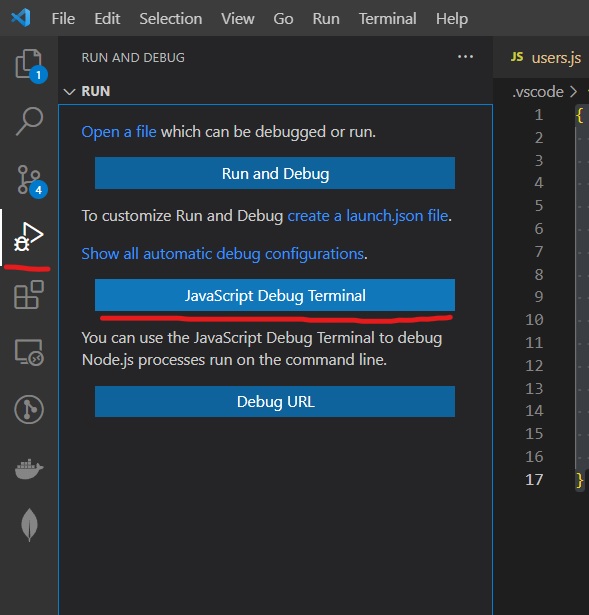 File Edit Selection View Go Run Terminal Help
RUN AND DEBUG ...
RUN
Open a file which can be debugged or run.
Run and Debug
To customize Run and Debug create a launch.json file.
Show all automatic debug configurations.
JavaScript Debug Terminal
You can use the JavaScript Debug Terminal to debug
Node.js processes run on the command line.
Debug URL
1
4
JS users.js
.vscode >
1 {
2
3
4
5
6
7
8
9
10
11
12
13
14
15
16
17 }